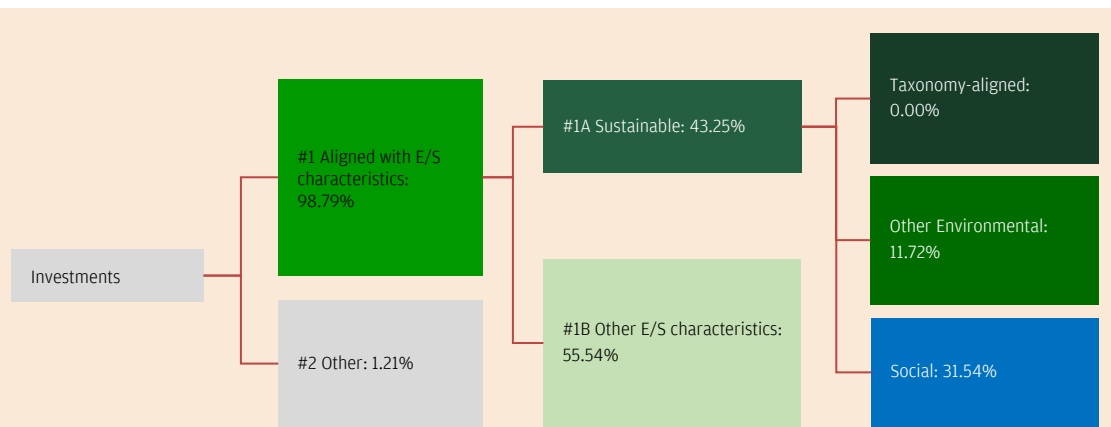 Investments
#1 Aligned with E/S
characteristics:
98.79%
#2 Other: 1.21%
#1A Sustainable: 43.25%
#1B Other E/S characteristics:
55.54%
Taxonomy-aligned:
0.00%
Other Environmental:
11.72%
Social: 31.54%